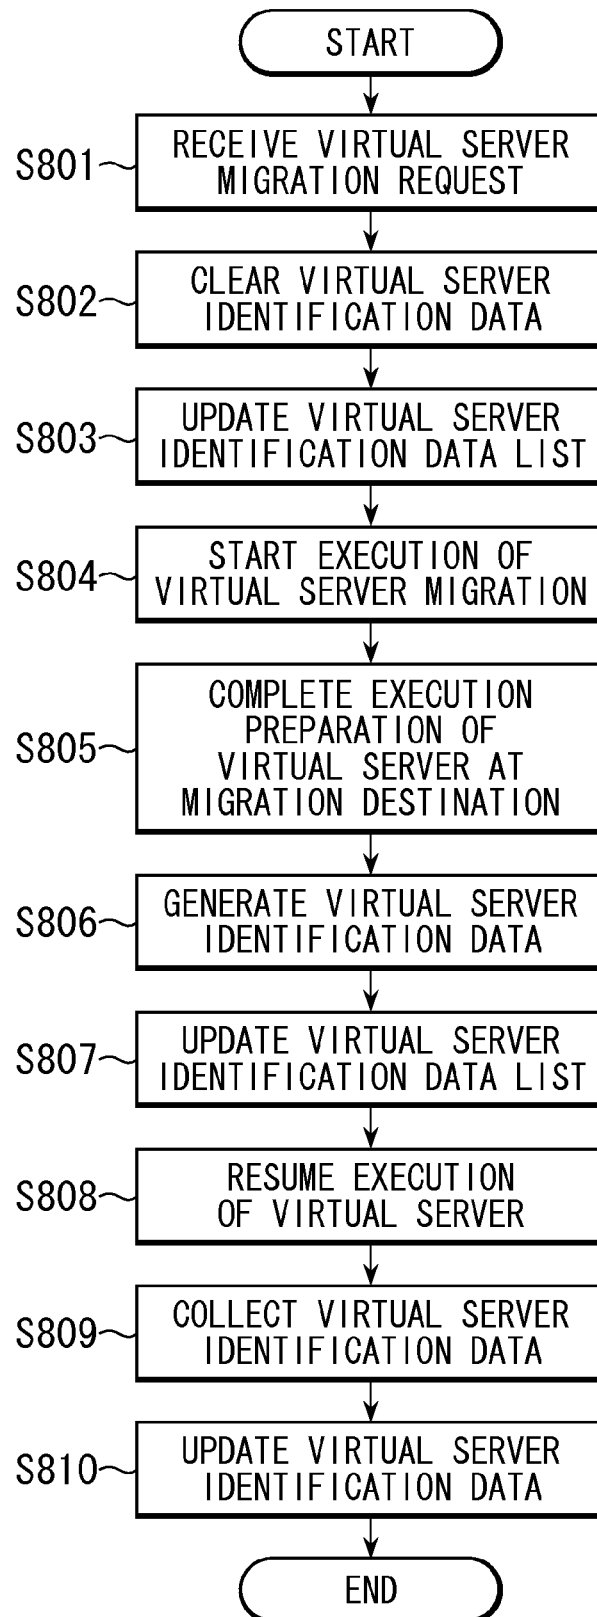 START
S801
RECEIVE VIRTUAL SERVER
MIGRATION REQUEST
S802
CLEAR VIRTUAL SERVER
IDENTIFICATION DATA
S803
UPDATE VIRTUAL SERVER
IDENTIFICATION DATA LIST
S804
START EXECUTION OF
VIRTUAL SERVER MIGRATION
S805
COMPLETE EXECUTION
PREPARATION OF
VIRTUAL SERVER AT
MIGRATION DESTINATION
S806
GENERATE VIRTUAL SERVER
IDENTIFICATION DATA
S807
UPDATE VIRTUAL SERVER
IDENTIFICATION DATA LIST
S808
RESUME EXECUTION
OF VIRTUAL SERVER
S809
COLLECT VIRTUAL SERVER
IDENTIFICATION DATA
S810
UPDATE VIRTUAL SERVER
IDENTIFICATION DATA
END